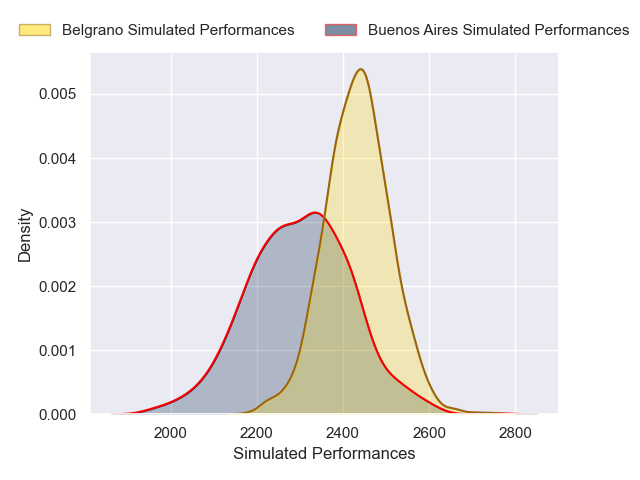 Belgrano Simulated Performances
Buenos Aires Simulated Performances
0.005
0.004
0.003
0.002
0.001
0.000
Density
2000
2200
2400
2600
2800
Simulated Performances